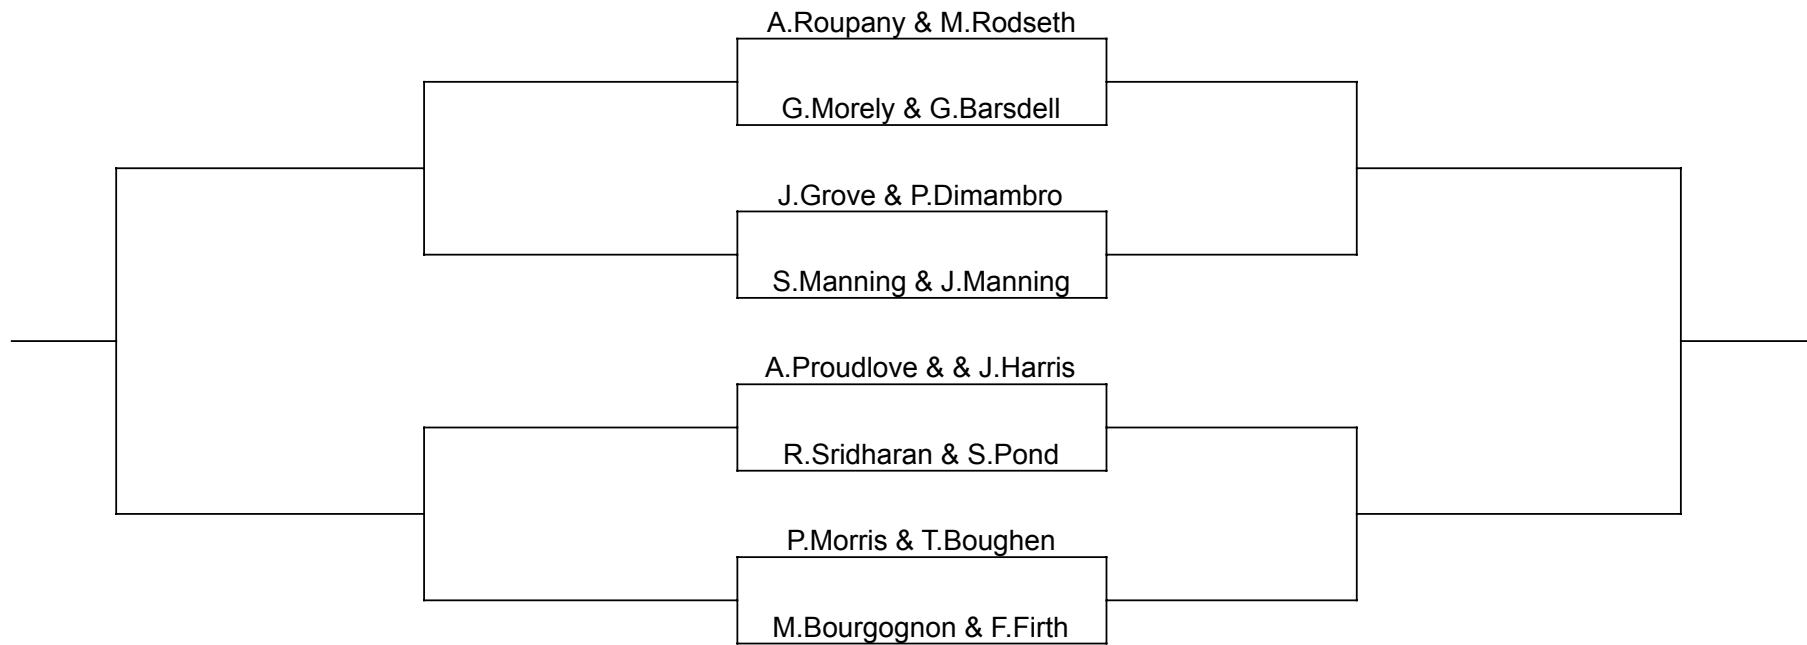 A.Roupany & M.Rodseth
G.Morely & G.Barsdell
J.Grove & P.Dimambro
S.Manning & J.Manning
A.Proudlove & & J.Harris
R.Sridharan & S.Pond
P.Morris & T.Boughen
M.Bourgognon & F.Firth